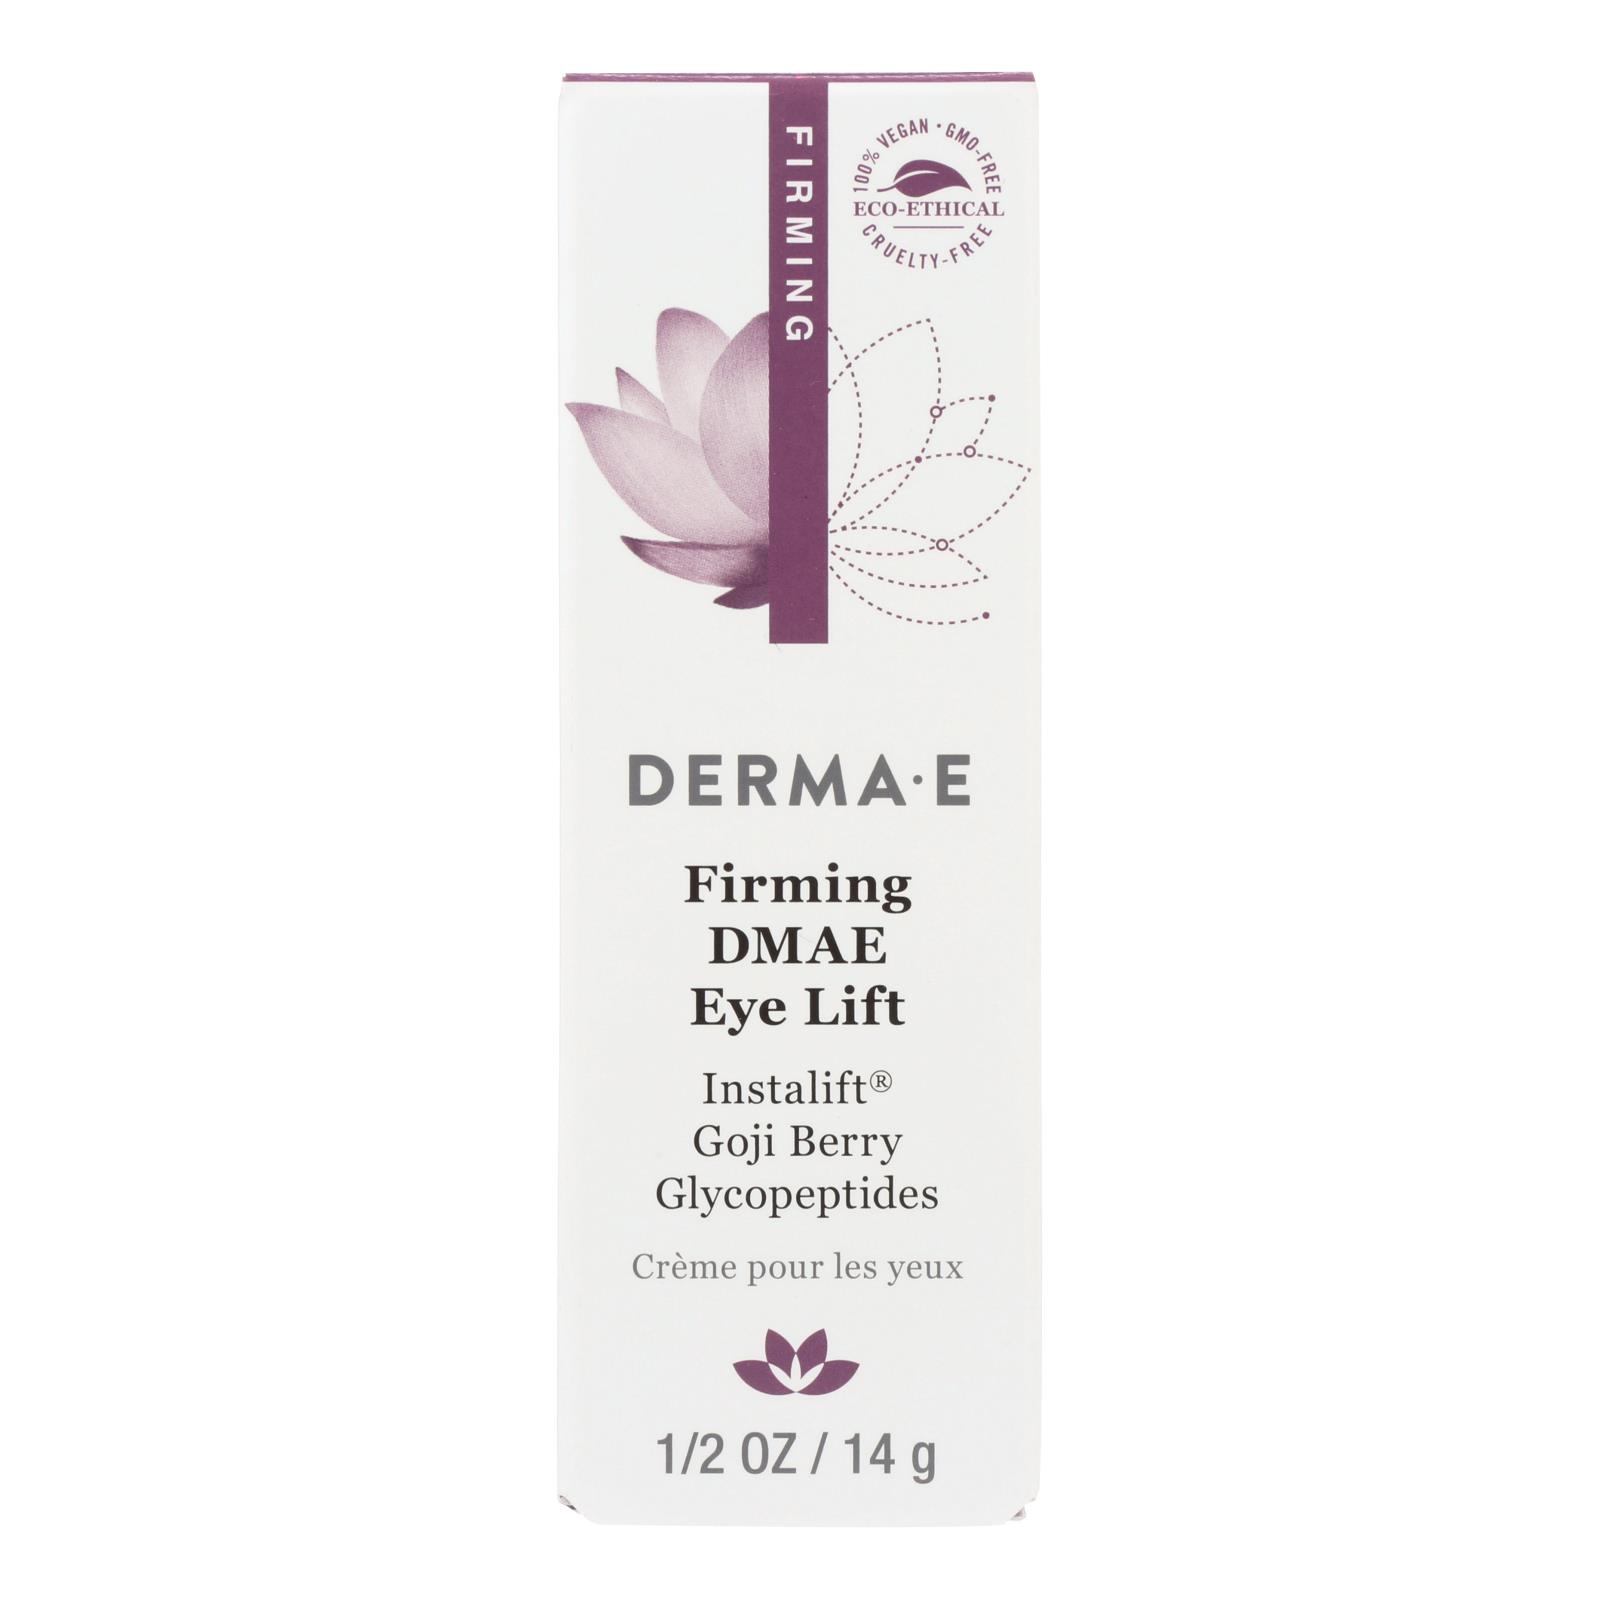 FIRMING
100% VEGAN · GMO-FREE
ECO-ETHICAL
CRUELTY-FREE
DERMA·E
Firming
DMAE
Eye Lift
Instalift®
Goji Berry
Glycopeptides
Crème pour les yeux
1/2 OZ / 14 g